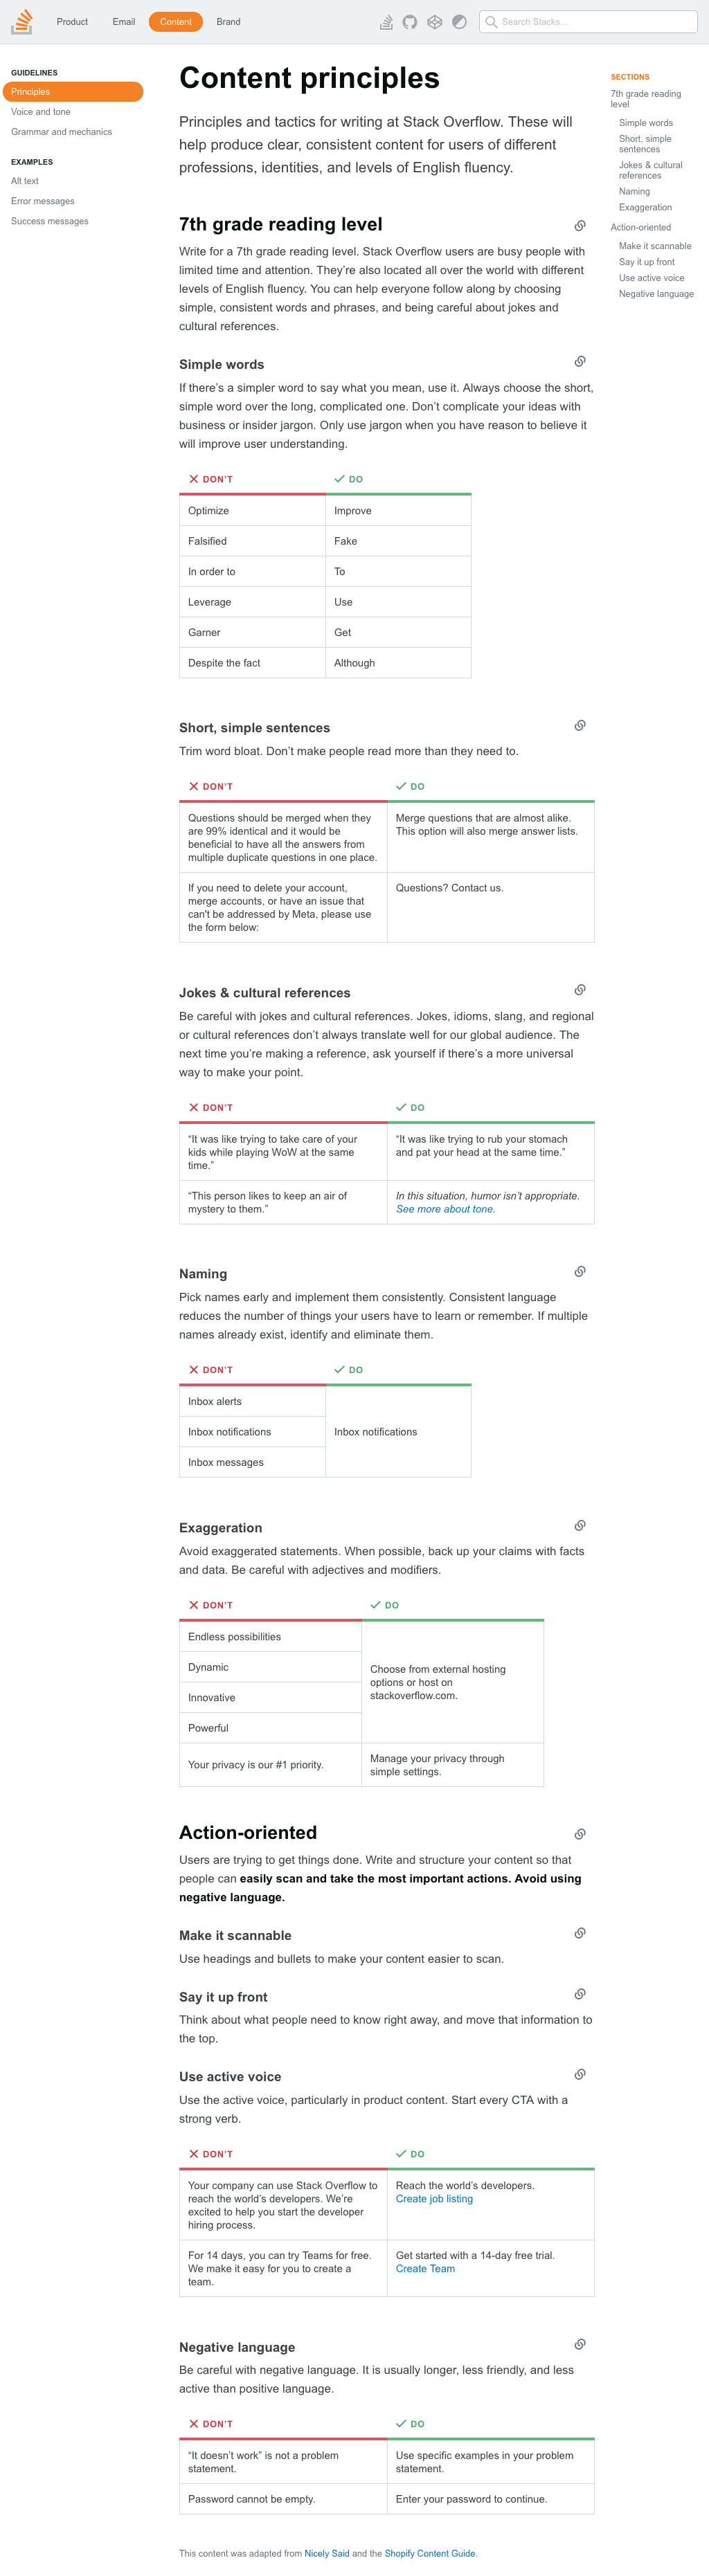 Product Email Content Brand Search Stacks…
GUIDELINES
Principles
Voice and tone
Grammar and mechanics
EXAMPLES
Alt text
Error messages
Success messages
Content principles
Principles and tactics for writing at Stack Overflow. These will
help produce clear, consistent content for users of different
professions, identities, and levels of English fluency.
SECTIONS
7th grade reading
level
Simple words
Short, simple
sentences
Jokes & cultural
references
Naming
Exaggeration
Action-oriented
Make it scannable
Say it up front
Use active voice
Negative language
7th grade reading level
Write for a 7th grade reading level. Stack Overflow users are busy people with
limited time and attention. They’re also located all over the world with different
levels of English fluency. You can help everyone follow along by choosing
simple, consistent words and phrases, and being careful about jokes and
cultural references.
Simple words
If there’s a simpler word to say what you mean, use it. Always choose the short,
simple word over the long, complicated one. Don’t complicate your ideas with
business or insider jargon. Only use jargon when you have reason to believe it
will improve user understanding.
DON’T DO
Optimize Improve
Falsified Fake
In order to To
Leverage Use
Garner Get
Despite the fact Although
Short, simple sentences
Trim word bloat. Don’t make people read more than they need to.
DON’T DO
Questions should be merged when they
are 99% identical and it would be
beneficial to have all the answers from
multiple duplicate questions in one place.
Merge questions that are almost alike.
This option will also merge answer lists.
If you need to delete your account,
merge accounts, or have an issue that
can't be addressed by Meta, please use
the form below:
Questions? Contact us.
Jokes & cultural references
Be careful with jokes and cultural references. Jokes, idioms, slang, and regional
or cultural references don’t always translate well for our global audience. The
next time you’re making a reference, ask yourself if there’s a more universal
way to make your point.
DON’T DO
“It was like trying to take care of your
kids while playing WoW at the same
time.”
“It was like trying to rub your stomach
and pat your head at the same time.”
“This person likes to keep an air of
mystery to them.”
In this situation, humor isn’t appropriate.
See more about tone.
Naming
Pick names early and implement them consistently. Consistent language
reduces the number of things your users have to learn or remember. If multiple
names already exist, identify and eliminate them.
DON’T DO
Inbox alerts
Inbox notifications
Inbox messages
Inbox notifications
Exaggeration
Avoid exaggerated statements. When possible, back up your claims with facts
and data. Be careful with adjectives and modifiers.
DON’T DO
Endless possibilities
Dynamic
Innovative
Powerful
Choose from external hosting
options or host on
stackoverflow.com.
Your privacy is our #1 priority.
Manage your privacy through
simple settings.
Action-oriented
Users are trying to get things done. Write and structure your content so that
people can easily scan and take the most important actions. Avoid using
negative language.
Make it scannable
Use headings and bullets to make your content easier to scan.
Say it up front
Think about what people need to know right away, and move that information to
the top.
Use active voice
Use the active voice, particularly in product content. Start every CTA with a
strong verb.
DON’T DO
Your company can use Stack Overflow to
reach the world’s developers. We’re
excited to help you start the developer
hiring process.
Reach the world’s developers.
Create job listing
For 14 days, you can try Teams for free.
We make it easy for you to create a
team.
Get started with a 14-day free trial.
Create Team
Negative language
Be careful with negative language. It is usually longer, less friendly, and less
active than positive language.
DON’T DO
“It doesn’t work” is not a problem
statement.
Use specific examples in your problem
statement.
Password cannot be empty.
Enter your password to continue.
This content was adapted from Nicely Said and the Shopify Content Guide.